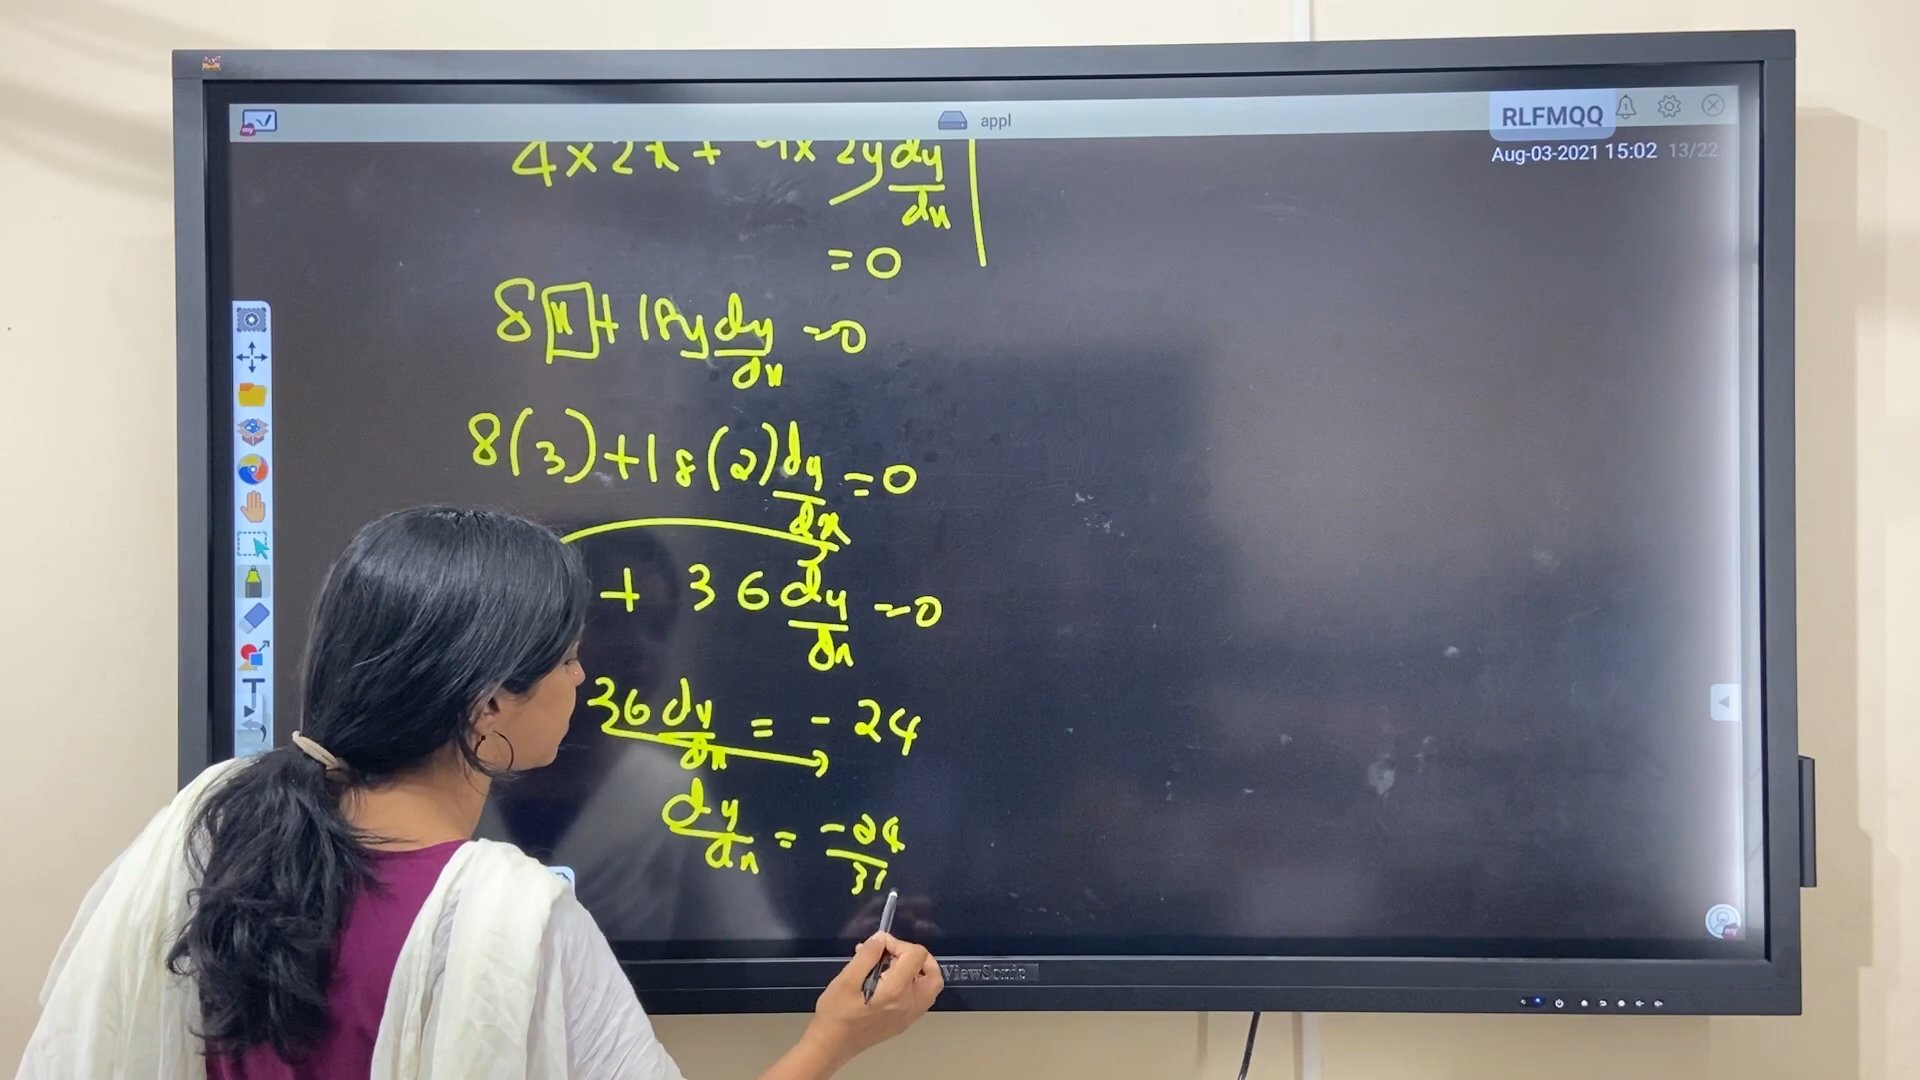 appl
RLFMQQ
Aug-03-2021 15:02 13/22
4 x 2x + 9x 2y dy/dx
= 0
8x + 18y dy/dx = 0
8(3) + 18(2) dy/dx = 0
+ 36 dy/dx = 0
36 dy/dx = - 24
dy/dx = -24/3
ViewSonic